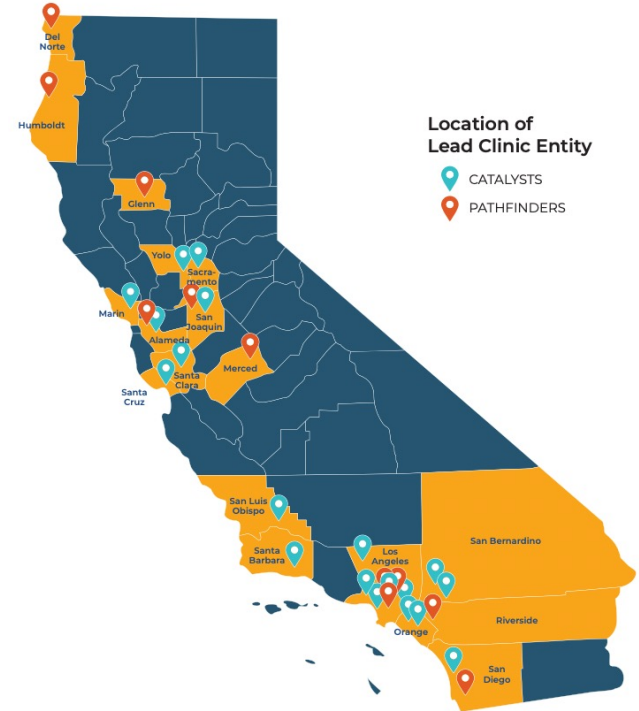 Del
Norte
Humboldt
Glenn
Location of
Lead Clinic Entity
CATALYSTS
PATHFINDERS
Yolo
Sacra-
mento
Marin
San
Joaquin
Alameda
Merced
Santa
Clara
Santa
Cruz
San Luis
Obispo
Santa
Barbara
Los
Angeles
San Bernardino
Riverside
Orange
San
Diego